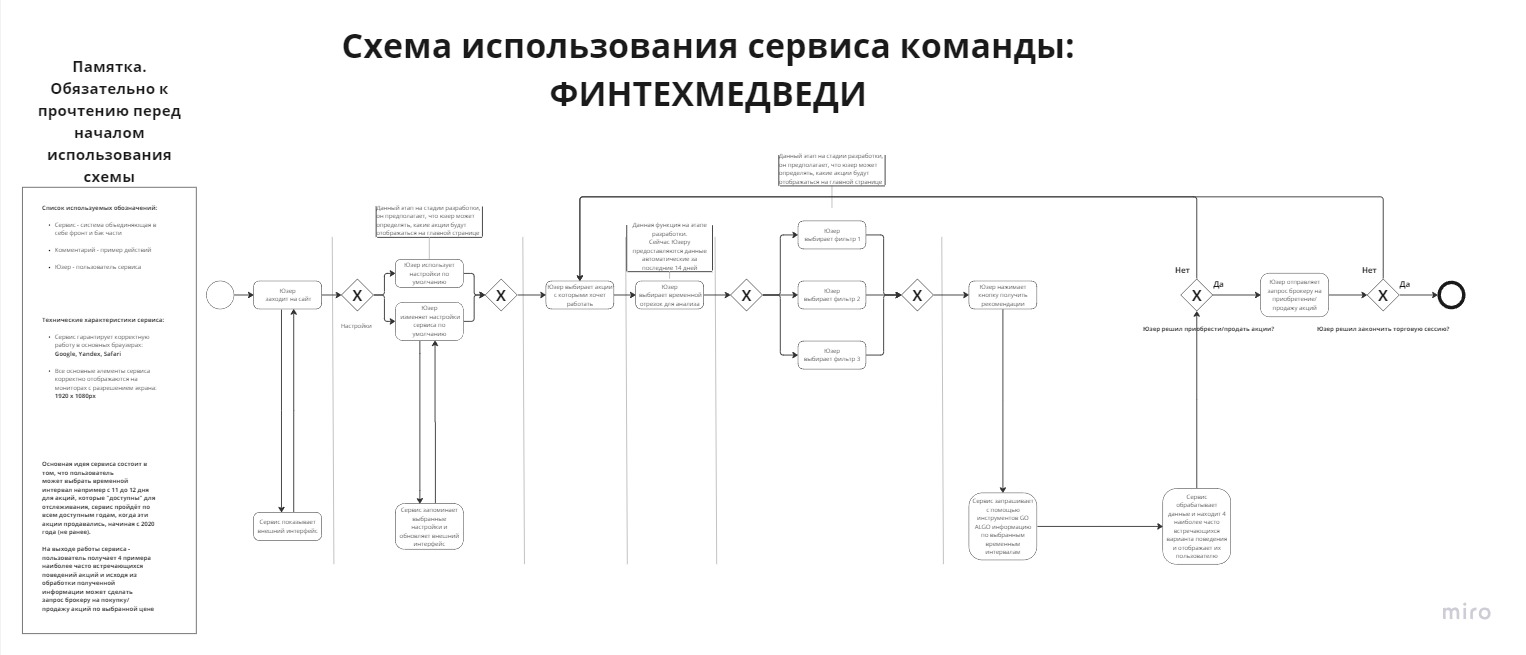 Схема использования сервиса команды:
ФИНТЕХМЕДВЕДИ
Памятка.
Обязательно к
прочтению перед
началом
использования
схемы
Список используемых обозначений:
• Сервис - система объединяющая в
себе фронт и бэк части
• Комментарий - пример действий
• Юзер - пользователь сервиса
Технические характеристики сервиса:
• Сервис гарантирует корректную
работу в основных браузерах:
Google, Yandex, Safari
• Все основные элементы сервиса
корректно отображаются на
мониторах с разрешением экрана:
1920 x 1080px
Основная идея сервиса состоит в
том, что пользователь
может выбрать временной
интервал например с 11 до 12 дня
для акций, которые "доступны" для
отслеживания, сервис пройдёт по
всем доступным годам, когда эти
акции продавались, начиная с 2020
года (не ранее).
На выходе работы сервиса -
пользователь получает 4 примера
наиболее часто встречающихся
поведений акций и исходя из
обработки полученной
информации может сделать
запрос брокеру на покупку/
продажу акций по выбранной цене
Юзер
заходит на сайт
Сервис показывает
внешний интерфейс
X
Настройки
Данный этап на стадии разработки,
он предполагает, что юзер может
определять, какие акции будут
отображаться на главной странице
Юзер использует
настройки по
умолчанию
Юзер
изменяет настройки
сервиса по
умолчанию
Сервис запоминает
выбранные
настройки и
обновляет внешний
интерфейс
X
Юзер выбирает акции
с которыми хочет
работать
Данная функция на этапе
разработки.
Сейчас Юзеру
предоставляются данные
автоматические за
последние 14 дней
Юзер
выбирает временной
отрезок для анализа
X
Данный этап на стадии разработки,
он предполагает, что юзер может
определять, какие акции будут
отображаться на главной странице
Юзер
выбирает фильтр 1
Юзер
выбирает фильтр 2
Юзер
выбирает фильтр 3
X
Юзер нажимает
кнопку получить
рекомендации
Сервис запрашивает
с помощью
инструментов GO
ALGO информацию
по выбранным
временным
интервалам
Сервис
обрабатывает
данные и находит 4
наиболее часто
встречающихся
варианта поведения
и отображает их
пользователю
Нет
X
Да
Юзер решил приобрести/продать акции?
Юзер отправляет
запрос брокеру на
приобретение/
продажу акций
Нет
X
Да
Юзер решил закончить торговую сессию?
miro